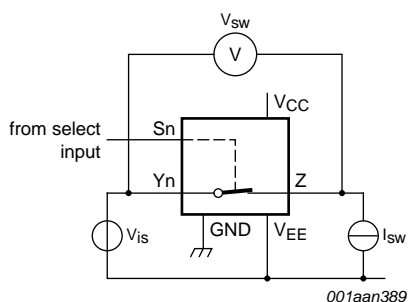 Vsw
V
VCC
from select
input
Sn
Yn
Z
GND
VEE
Vis
Isw
001aan389